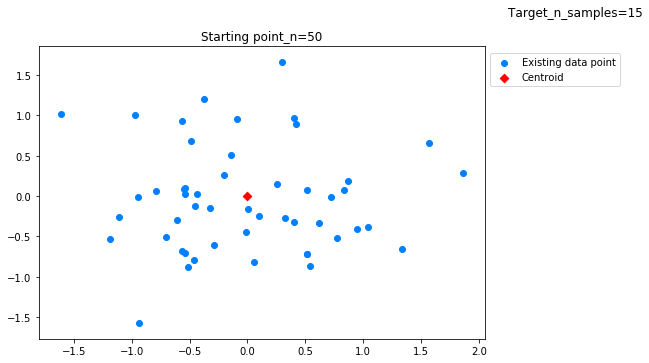 Target_n_samples=15
Starting point_n=50
Existing data point
Centroid
1.5
1.0
0.5
0.0
−0.5
−1.0
−1.5
−1.5 −1.0 −0.5 0.0 0.5 1.0 1.5 2.0